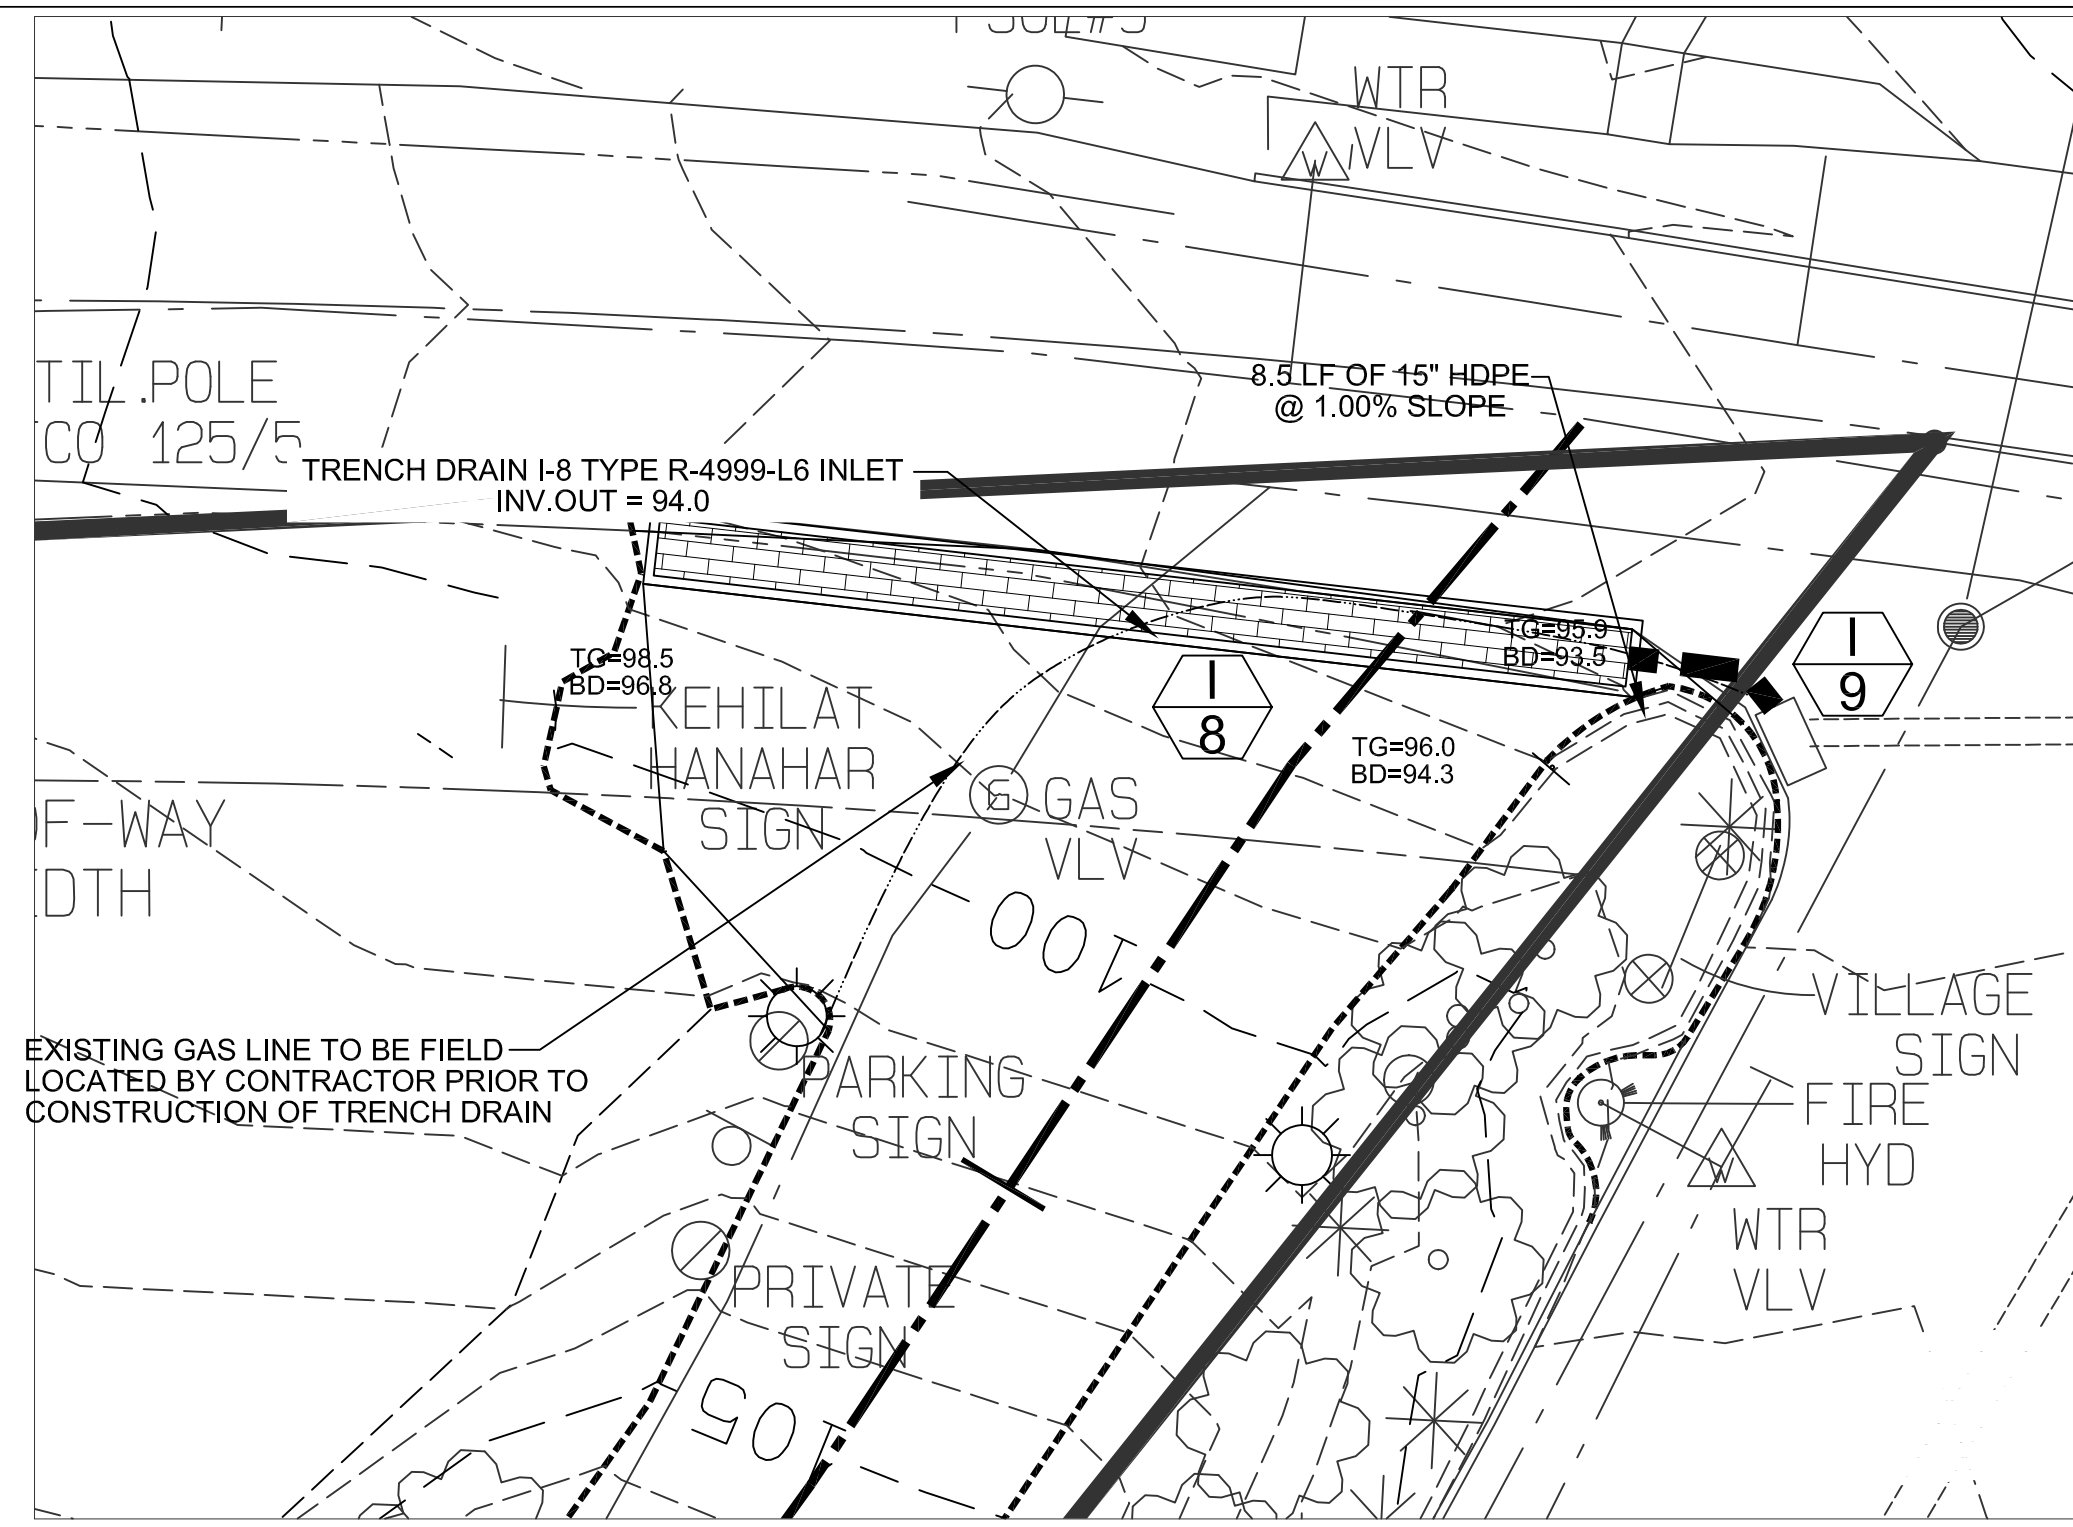 WTR
VLV
W
TIL.POLE
CO 125/5
8.5 LF OF 15" HDPE
@ 1.00% SLOPE
TRENCH DRAIN I-8 TYPE R-4999-L6 INLET
INV.OUT = 94.0
TG=95.9
BD=93.5
TG=98.5
BD=96.8
I
9
I
8
KEHILAT
HANAHAR
SIGN
TG=96.0
BD=94.3
G
GAS
VLV
OF-WAY
IDTH
100
VILLAGE
SIGN
EXISTING GAS LINE TO BE FIELD
LOCATED BY CONTRACTOR PRIOR TO
CONSTRUCTION OF TRENCH DRAIN
PARKING
SIGN
FIRE
HYD
W
WTR
VLV
PRIVATE
SIGN
105